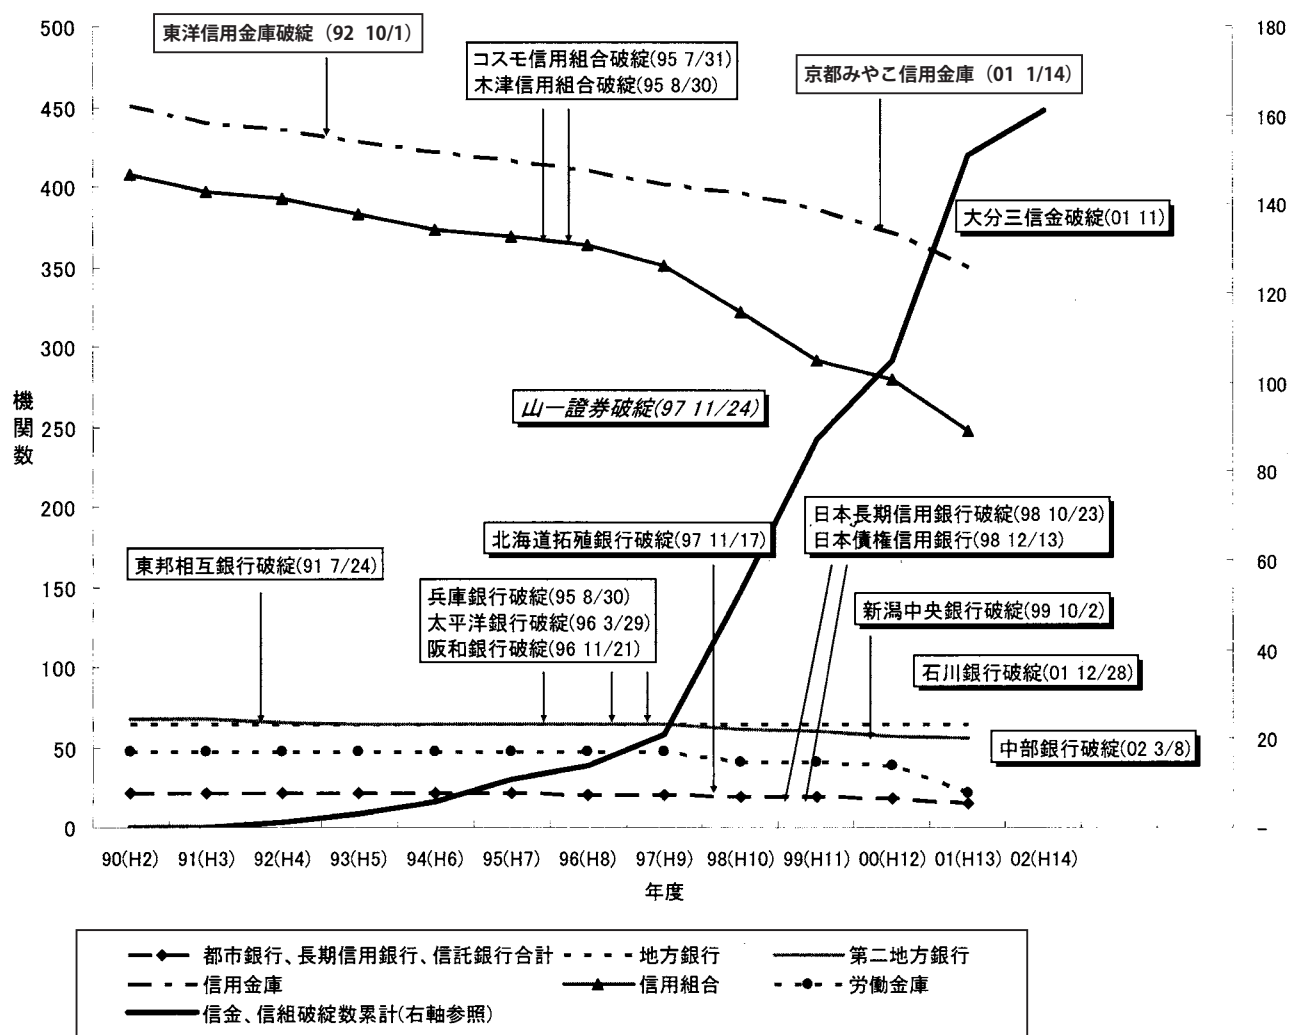 500
450
400
350
300
250
200
150
100
50
0
機関数
180
160
140
120
100
80
60
40
20
-
東洋信用金庫破綻（92 10/1）
コスモ信用組合破綻(95 7/31)
木津信用組合破綻(95 8/30)
京都みやこ信用金庫（01 1/14）
大分三信金破綻(01 11)
山一證券破綻(97 11/24)
北海道拓殖銀行破綻(97 11/17)
日本長期信用銀行破綻(98 10/23)
日本債権信用銀行(98 12/13)
東邦相互銀行破綻(91 7/24)
兵庫銀行破綻(95 8/30)
太平洋銀行破綻(96 3/29)
阪和銀行破綻(96 11/21)
新潟中央銀行破綻(99 10/2)
石川銀行破綻(01 12/28)
中部銀行破綻(02 3/8)
90(H2) 91(H3) 92(H4) 93(H5) 94(H6) 95(H7) 96(H8) 97(H9) 98(H10) 99(H11) 00(H12) 01(H13) 02(H14)
年度
都市銀行、長期信用銀行、信託銀行合計 地方銀行 第二地方銀行
信用金庫 信用組合 労働金庫
信金、信組破綻数累計(右軸参照)